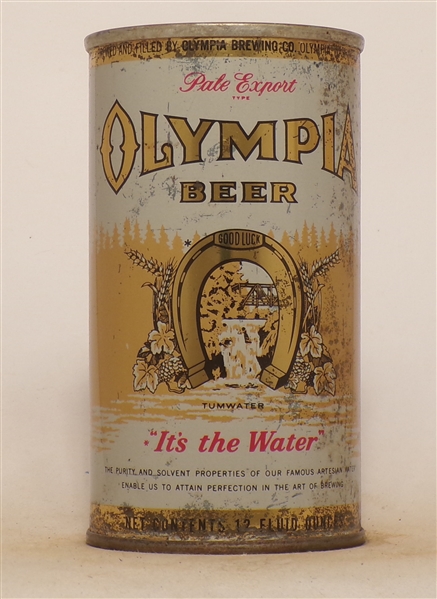 AND FILLED BY OLYMPIA BREWING CO. OLYMPIA
Pale Export
TYPE
OLYMPIA
BEER
* GOOD LUCK
TUMWATER
*"It's the Water"
THE PURITY AND SOLVENT PROPERTIES OF OUR FAMOUS ARTESIAN WATER
ENABLE US TO ATTAIN PERFECTION IN THE ART OF BREWING
NET CONTENTS 12 FLUID OUNCES